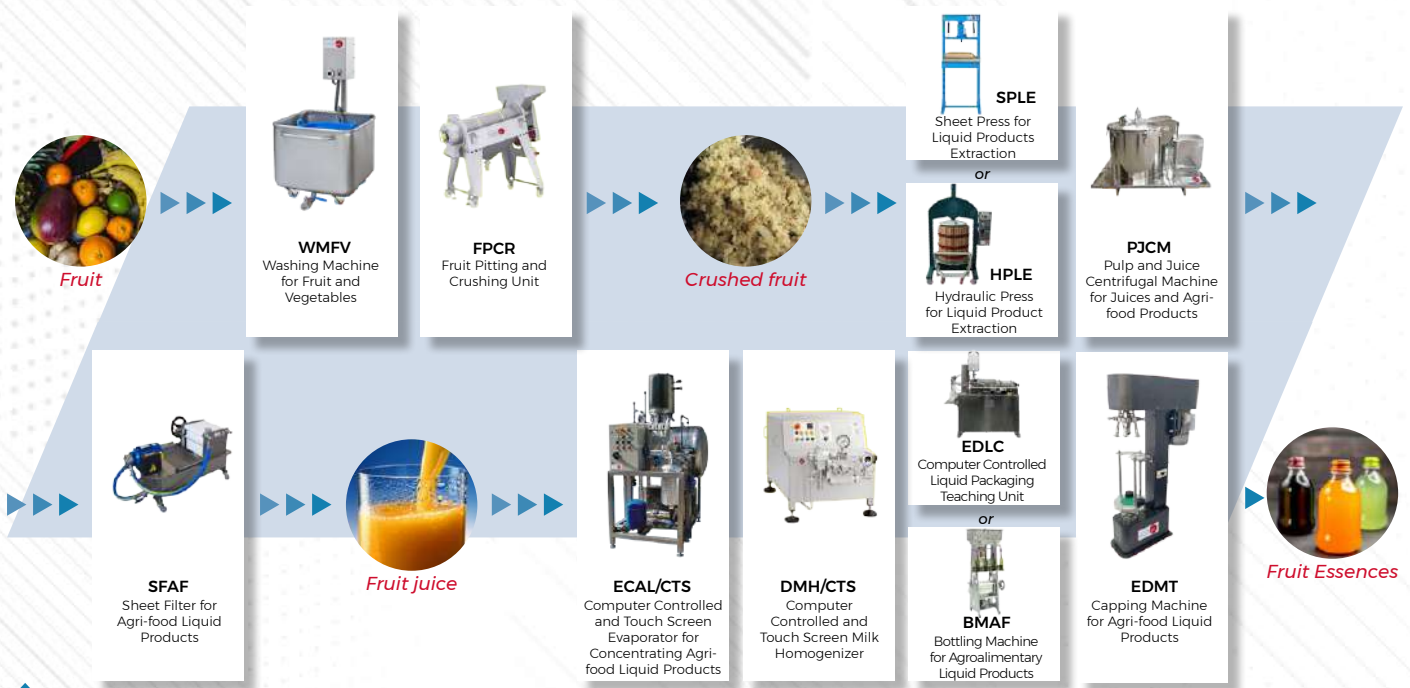 Fruit
WMFV
Washing Machine
for Fruit and
Vegetables
FPCR
Fruit Pitting and
Crushing Unit
Crushed fruit
SPLE
Sheet Press for
Liquid Products
Extraction
or
HPLE
Hydraulic Press
for Liquid Product
Extraction
PJCM
Pulp and Juice
Centrifugal Machine
for Juices and Agri-
food Products
SFAF
Sheet Filter for
Agri-food Liquid
Products
Fruit juice
ECAL/CTS
Computer Controlled
and Touch Screen
Evaporator for
Concentrating Agri-
food Liquid Products
DMH/CTS
Computer
Controlled and
Touch Screen Milk
Homogenizer
EDLC
Computer Controlled
Liquid Packaging
Teaching Unit
or
BMAF
Bottling Machine
for Agroalimentary
Liquid Products
EDMT
Capping Machine
for Agri-food Liquid
Products
Fruit Essences